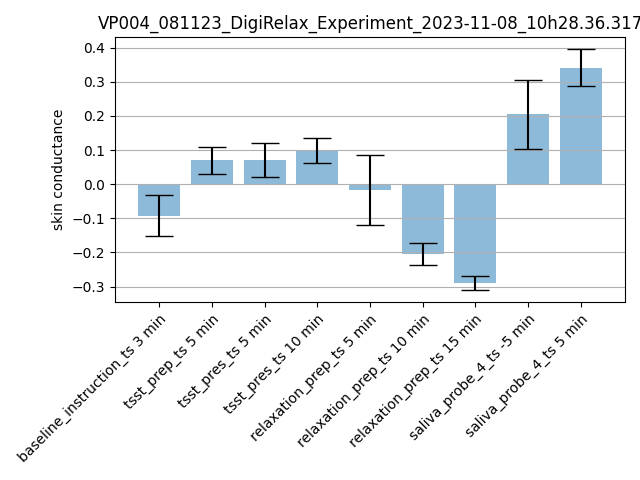 VP004_081123_DigiRelax_Experiment_2023-11-08_10h28.36.317
skin conductance
0.4
0.3
0.2
0.1
0.0
−0.1
−0.2
−0.3
baseline_instruction_ts 3 min
tsst_prep_ts 5 min
tsst_pres_ts 5 min
tsst_pres_ts 10 min
relaxation_prep_ts 5 min
relaxation_prep_ts 10 min
relaxation_prep_ts 15 min
saliva_probe_4_ts -5 min
saliva_probe_4_ts 5 min